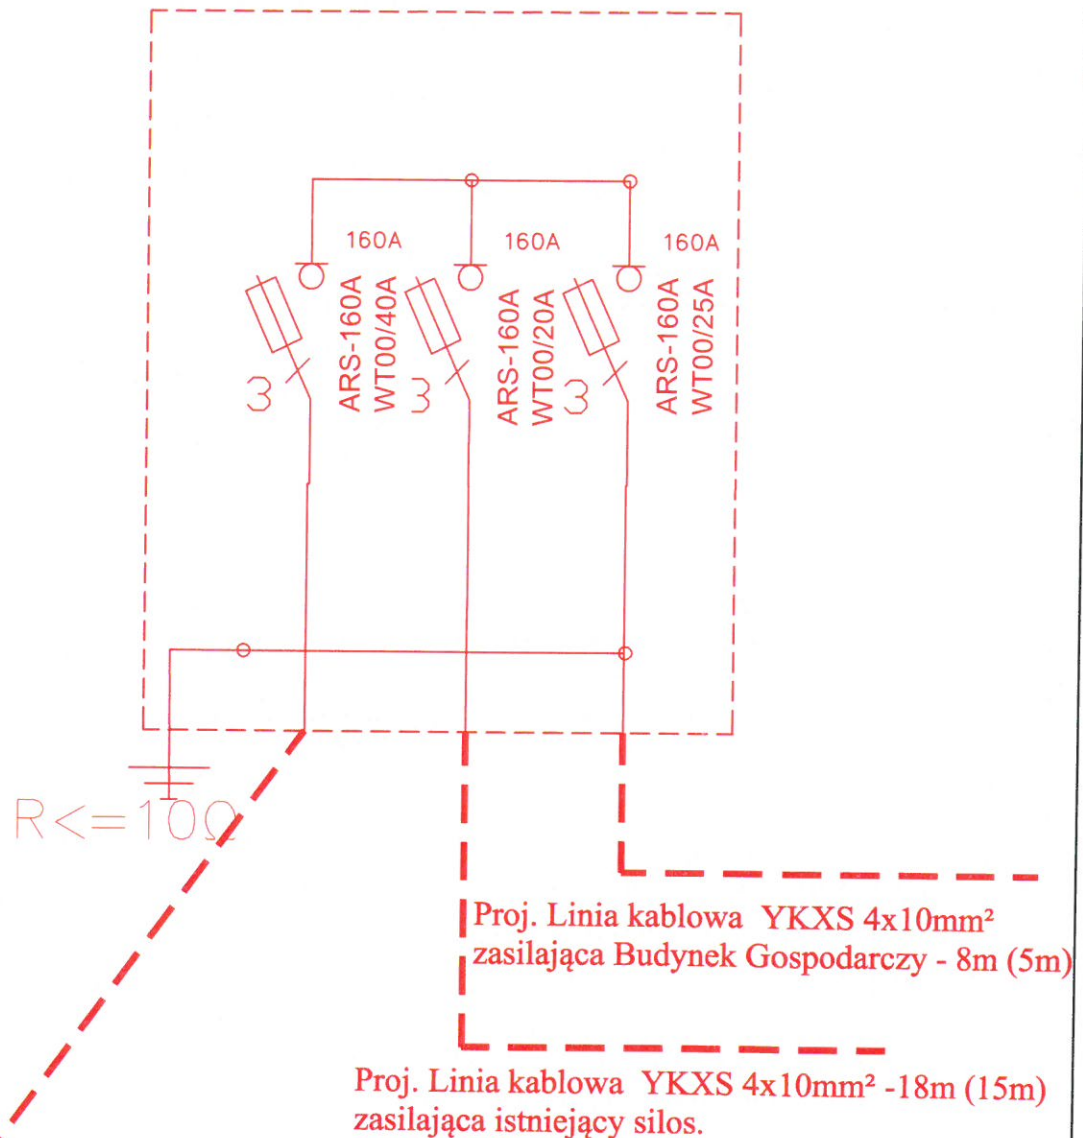 160A
160A
160A
ARS-160A
WT00/40A
ARS-160A
WT00/20A
ARS-160A
WT00/25A
3
3
3
R<=10Ω
Proj. Linia kablowa YKXS 4x10mm²
zasilająca Budynek Gospodarczy - 8m (5m)
Proj. Linia kablowa YKXS 4x10mm² -18m (15m)
zasilająca istniejący silos.